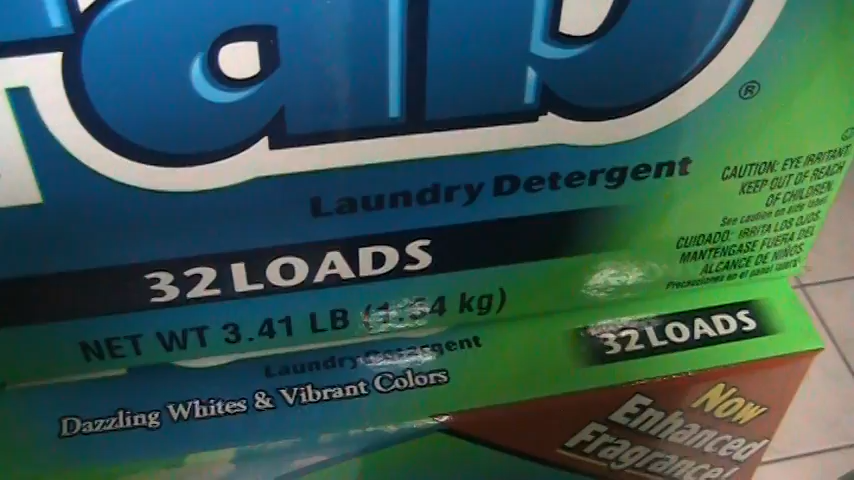 ab®
Laundry Detergent
CAUTION: EYE IRRITANT
KEEP OUT OF REACH
OF CHILDREN.
See caution on side label.
CUIDADO: IRRITA LOS OJOS.
MANTENGASE FUERA DEL
ALCANCE DE NIÑOS.
Precauciones en el panel lateral.
32 LOADS
NET WT 3.41 LB (1.54 kg)
Laundry Detergent
32 LOADS
Dazzling Whites & Vibrant Colors
Now
Enhanced
Fragrance!